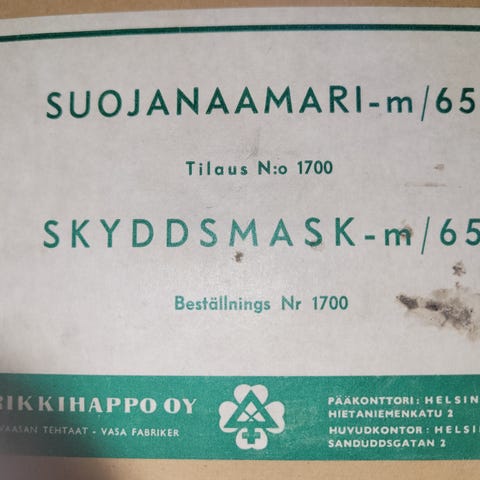 SUOJANAAMARI-m/65
Tilaus N:o 1700
SKYDDSMASK-m/65
Beställnings Nr 1700
RIKKIHAPPO OY
VAASAN TEHTAAT - VASA FABRIKER
PÄÄKONTTORI: HELSIN
HIETANIEMENKATU 2
HUVUDKONTOR: HELSI
SANDUDDSGATAN 2